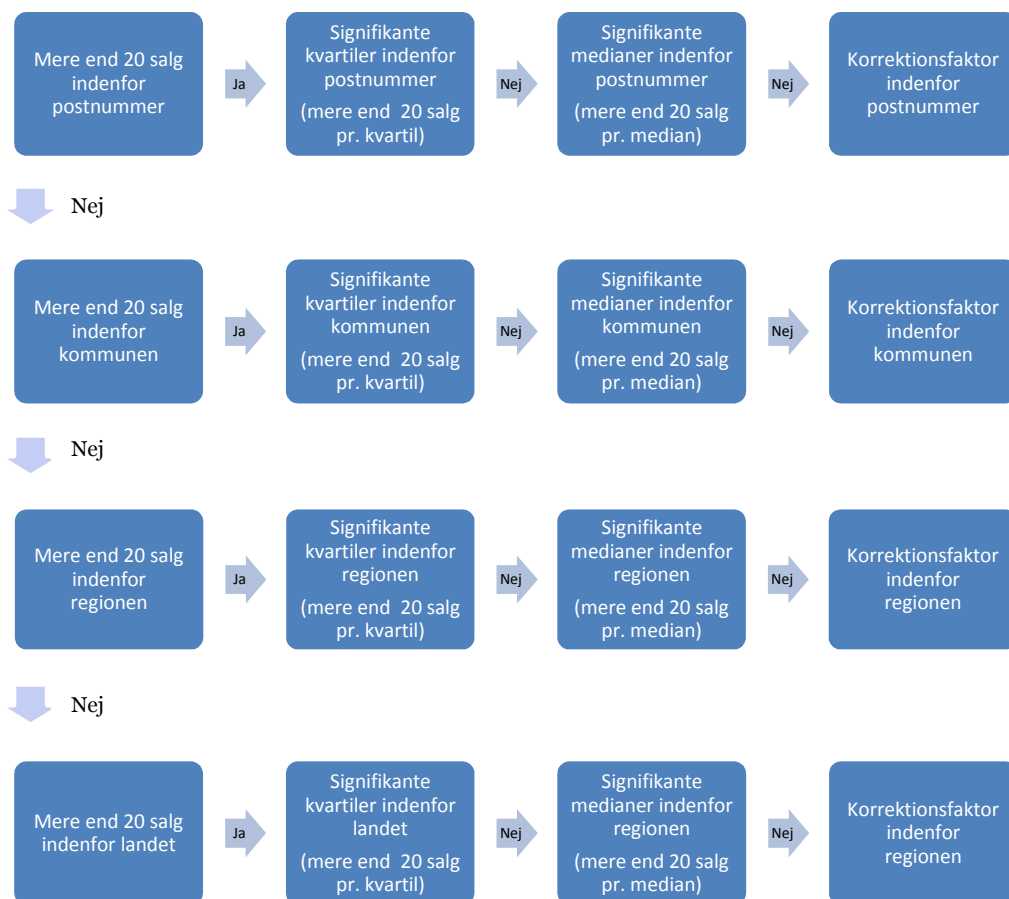 Mere end 20 salg
indenfor
postnummer
Ja
Signifikante
kvartiler indenfor
postnummer
(mere end  20 salg
pr. kvartil)
Nej
Signifikante
medianer indenfor
postnummer
(mere end 20 salg
pr. median)
Nej
Korrektionsfaktor
indenfor
postnummer
Nej
Mere end 20 salg
indenfor
kommunen
Ja
Signifikante
kvartiler indenfor
kommunen
(mere end  20 salg
pr. kvartil)
Nej
Signifikante
medianer indenfor
kommunen
(mere end 20 salg
pr. median)
Nej
Korrektionsfaktor
indenfor
kommunen
Nej
Mere end 20 salg
indenfor
regionen
Ja
Signifikante
kvartiler indenfor
regionen
(mere end  20 salg
pr. kvartil)
Nej
Signifikante
medianer indenfor
regionen
(mere end 20 salg
pr. median)
Nej
Korrektionsfaktor
indenfor
regionen
Nej
Mere end 20 salg
indenfor landet
Ja
Signifikante
kvartiler indenfor
landet
(mere end  20 salg
pr. kvartil)
Nej
Signifikante
medianer indenfor
regionen
(mere end 20 salg
pr. median)
Nej
Korrektionsfaktor
indenfor
regionen